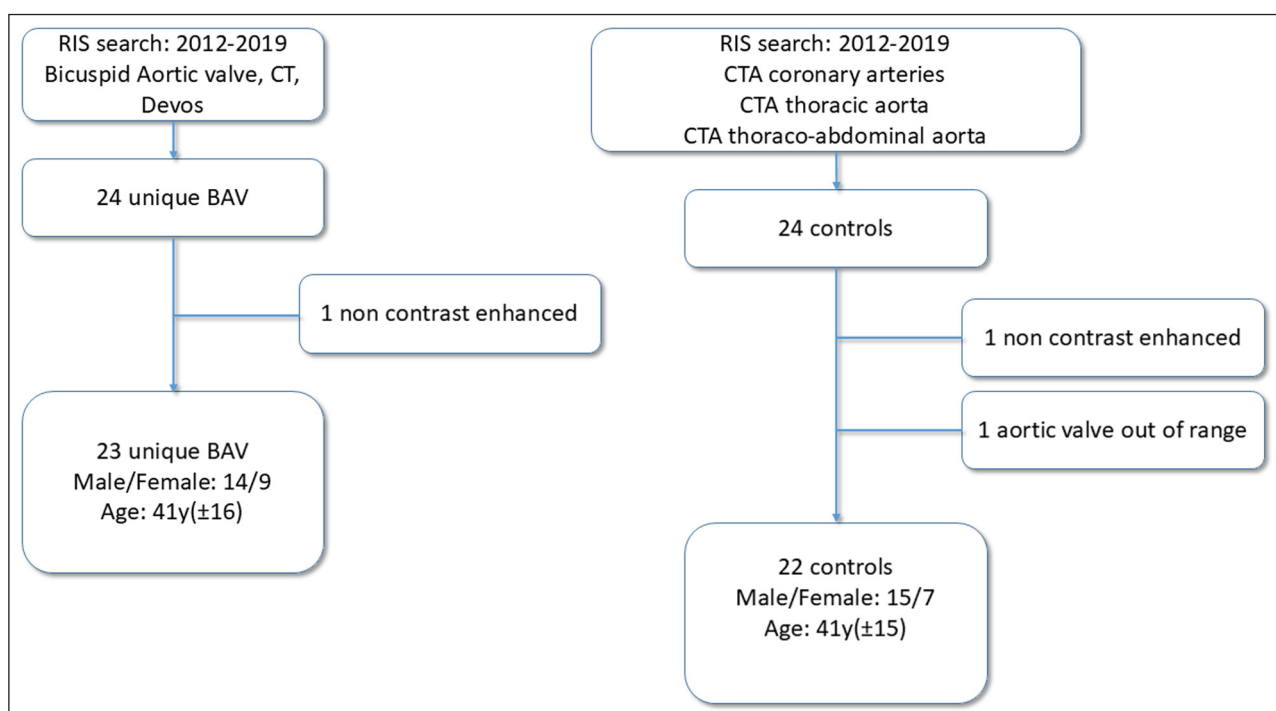 RIS search: 2012-2019
Bicuspid Aortic valve, CT,
Devos
24 unique BAV
1 non contrast enhanced
23 unique BAV
Male/Female: 14/9
Age: 41y(±16)
RIS search: 2012-2019
CTA coronary arteries
CTA thoracic aorta
CTA thoraco-abdominal aorta
24 controls
1 non contrast enhanced
1 aortic valve out of range
22 controls
Male/Female: 15/7
Age: 41y(±15)